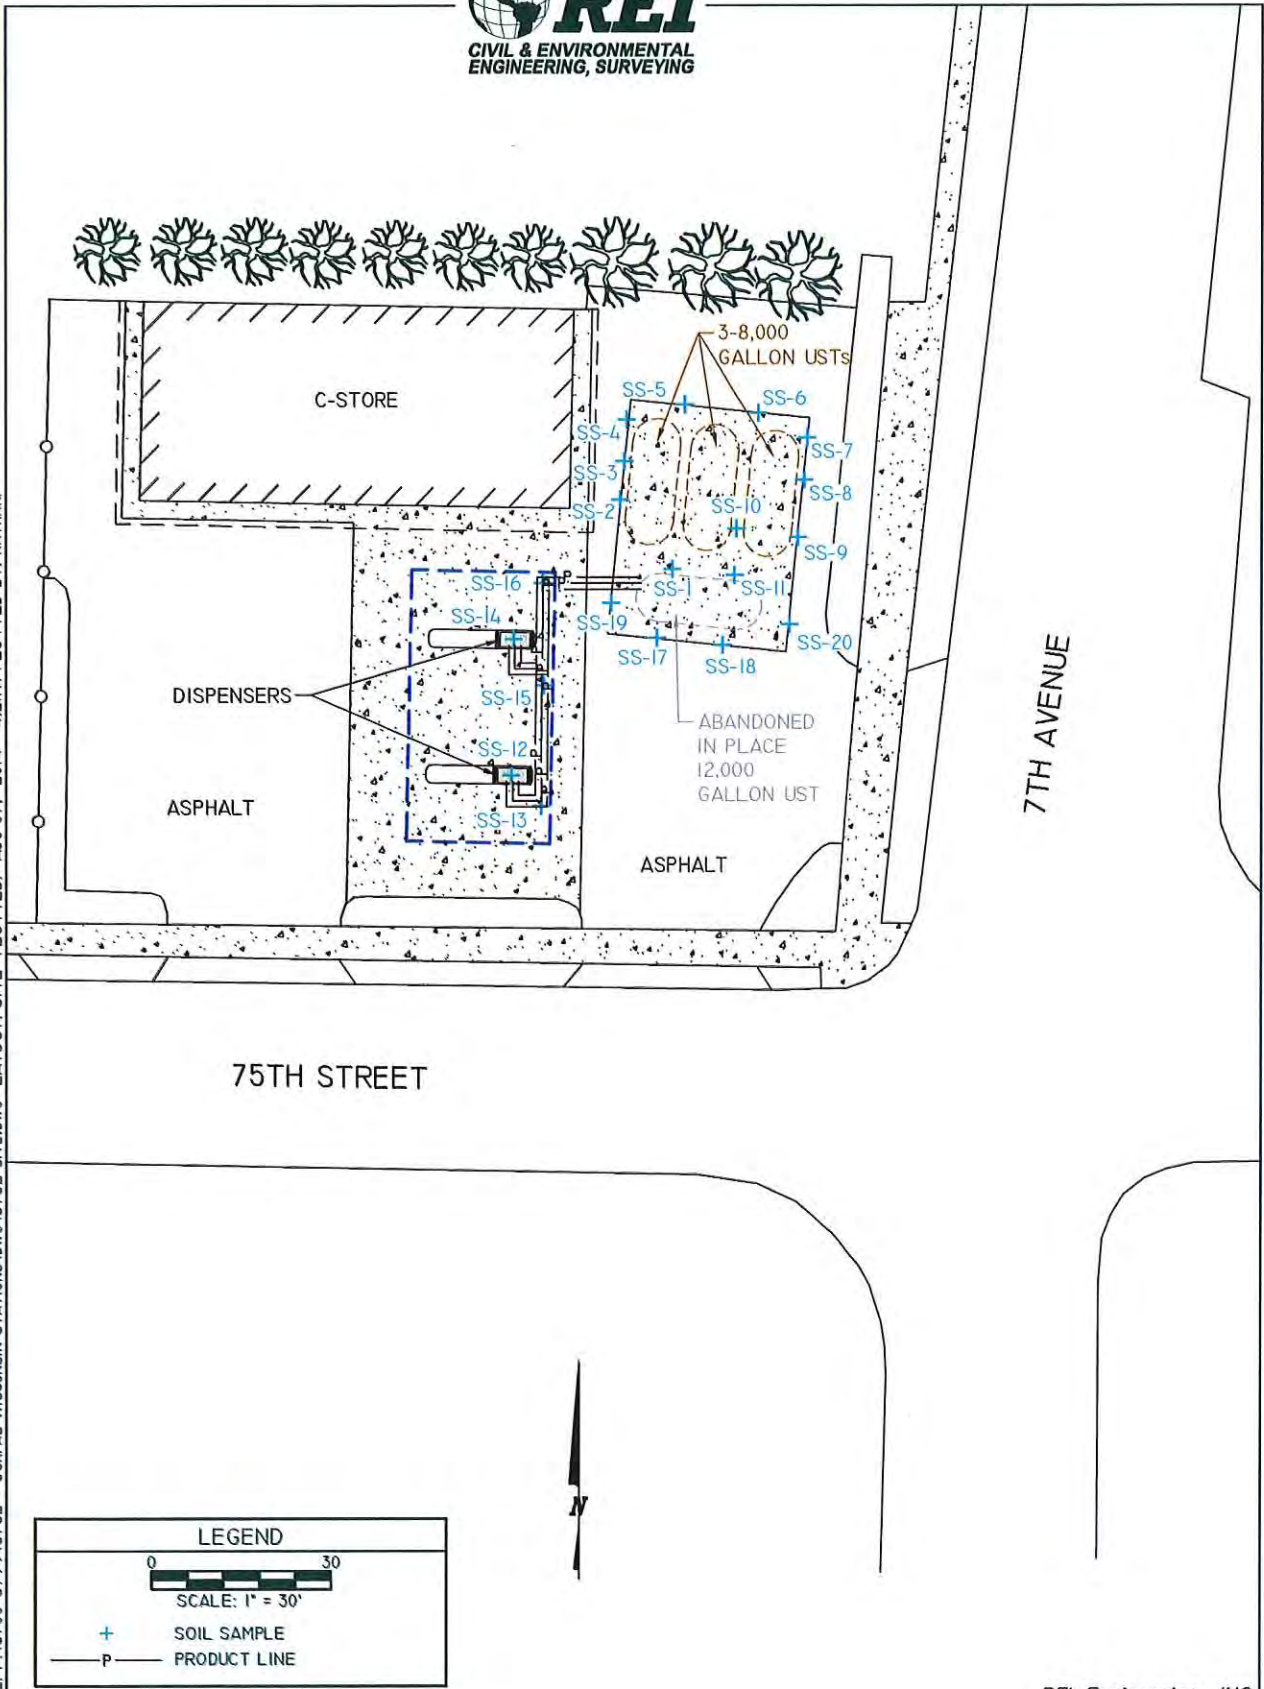 REI
CIVIL & ENVIRONMENTAL
ENGINEERING, SURVEYING
3-8,000
GALLON USTs
C-STORE
SS-5
SS-6
SS-4
SS-7
SS-3
SS-8
SS-2
SS-10
SS-9
SS-16
P
SS-1
SS-11
SS-14
SS-19
SS-20
SS-17
SS-18
DISPENSERS
SS-15
P
ABANDONED
IN PLACE
12,000
GALLON UST
SS-12
P
P
P
SS-13
ASPHALT
ASPHALT
7TH AVENUE
75TH STREET
N
LEGEND
0 30
SCALE: 1" = 30'
+ SOIL SAMPLE
P PRODUCT LINE